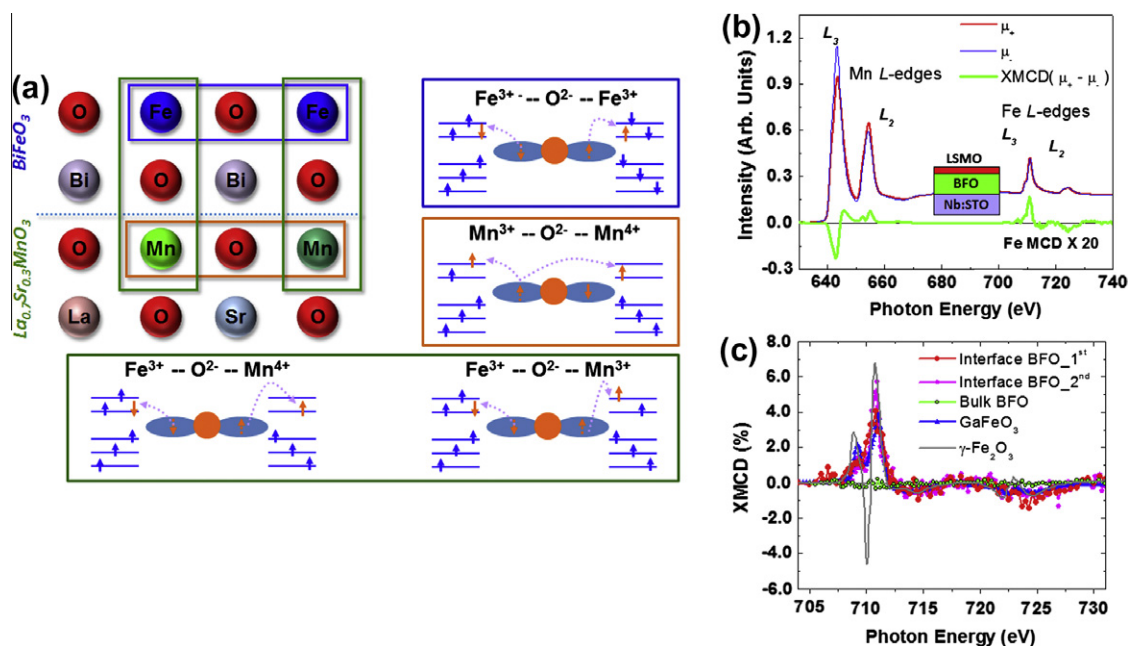 (a)
BiFeO₃
La₀.₇Sr₀.₃MnO₃
O Fe O Fe
Bi O Bi O
O Mn O Mn
La O Sr O
Fe³⁺ - -- O²⁻ -- Fe³⁺
Mn³⁺ -- O²⁻ -- Mn⁴⁺
Fe³⁺ -- O²⁻ -- Mn⁴⁺
Fe³⁺ -- O²⁻ -- Mn³⁺
(b)
Intensity (Arb. Units)
1.2
0.9
0.6
0.3
0.0
-0.3
L₃
μ₊
μ₋
XMCD( μ₊ - μ₋ )
Mn L-edges
L₂
Fe L-edges
L₃
L₂
LSMO
BFO
Nb:STO
Fe MCD X 20
640 660 680 700 720 740
Photon Energy (eV)
(c)
XMCD (%)
8.0
6.0
4.0
2.0
0.0
-2.0
-4.0
-6.0
Interface BFO_1ˢᵗ
Interface BFO_2ⁿᵈ
Bulk BFO
GaFeO₃
γ-Fe₂O₃
705 710 715 720 725 730
Photon Energy (eV)